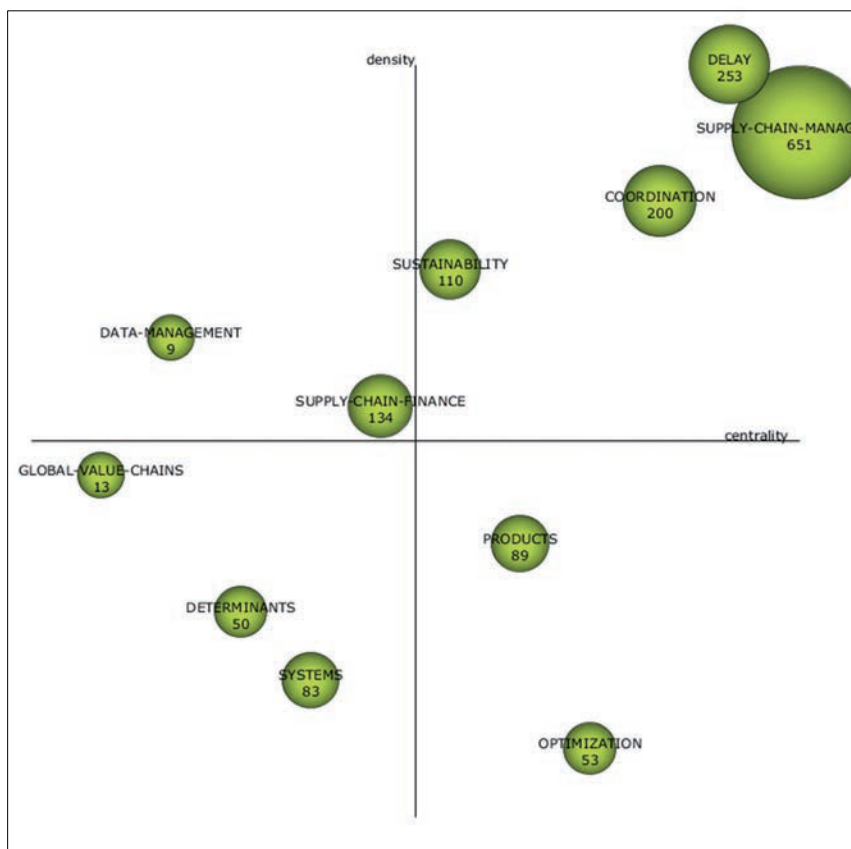 density
DELAY
253
SUPPLY-CHAIN-MANAG
651
COORDINATION
200
SUSTAINABILITY
110
DATA-MANAGEMENT
9
SUPPLY-CHAIN-FINANCE
134
centrality
GLOBAL-VALUE-CHAINS
13
PRODUCTS
89
DETERMINANTS
50
SYSTEMS
83
OPTIMIZATION
53